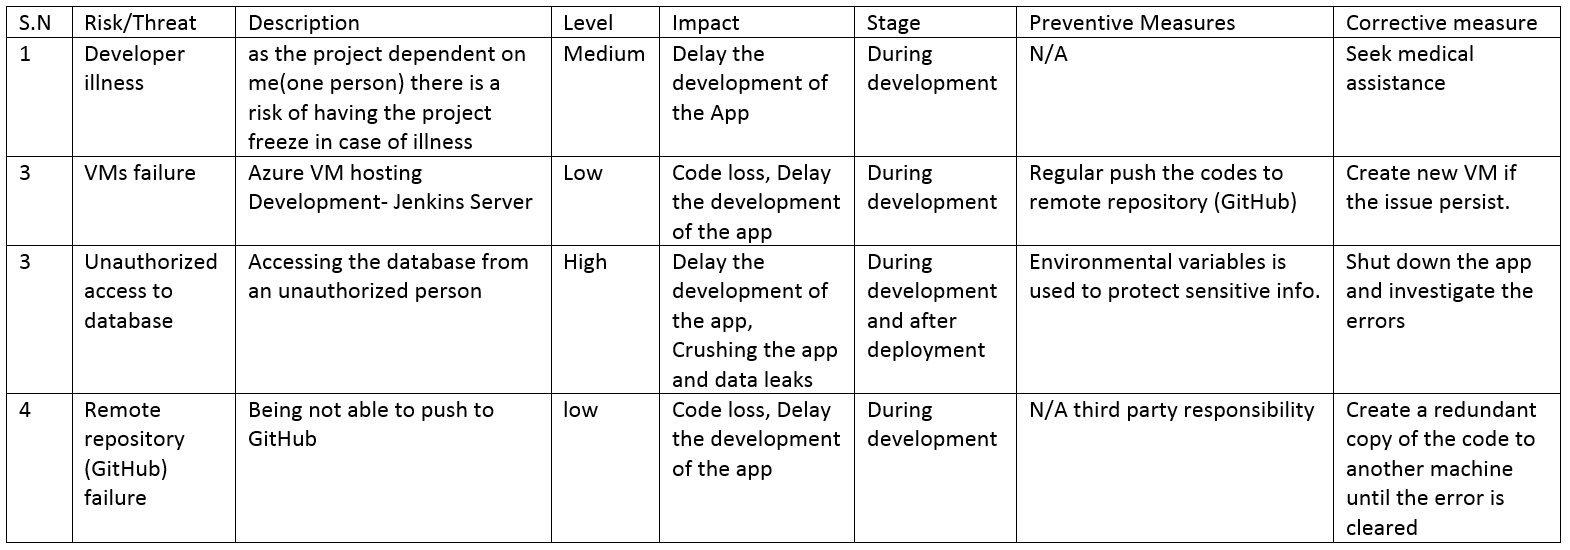 S.N Risk/Threat Description Level Impact Stage Preventive Measures Corrective measure
1 Developer as the project dependent on Medium Delay the During N/A Seek medical
illness me(one person) there is a development of development assistance
risk of having the project the App
freeze in case of illness
3 VMs failure Azure VM hosting Low Code loss, Delay During Regular push the codes to Create new VM if
Development- Jenkins Server the development development remote repository (GitHub) the issue persist.
of the app
3 Unauthorized Accessing the database from High Delay the During Environmental variables is Shut down the app
access to an unauthorized person development of development used to protect sensitive info. and investigate the
database the app, and after errors
Crushing the app deployment
and data leaks
4 Remote Being not able to push to low Code loss, Delay During N/A third party responsibility Create a redundant
repository GitHub the development development copy of the code to
(GitHub) of the app another machine
failure until the error is
cleared